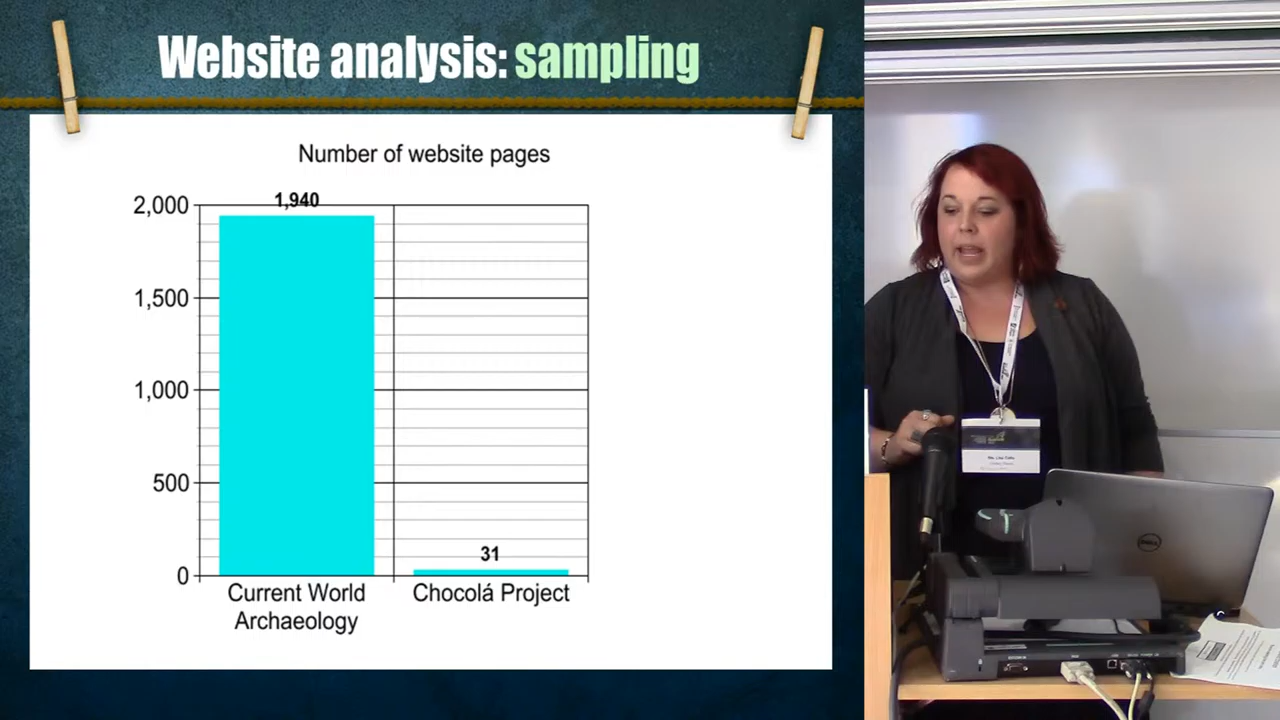 Website analysis: sampling
Number of website pages
2,000
1,940
1,500
1,000
500
31
0
Current World
Archaeology
Chocolá Project
DELL